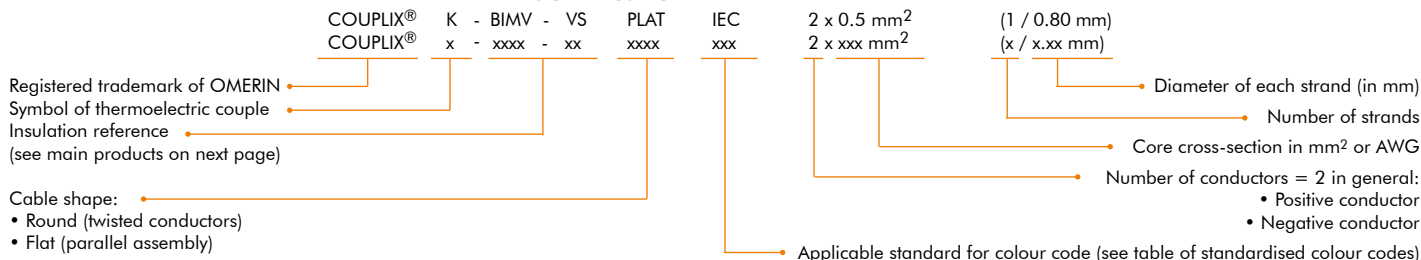 COUPLIX® K - BIMV - VS PLAT IEC 2 x 0.5 mm² (1 / 0.80 mm)
COUPLIX® x - xxxx - xx xxxx xxx 2 x xxx mm² (x / x.xx mm)
Registered trademark of OMERIN
Symbol of thermoelectric couple
Insulation reference
(see main products on next page)
Cable shape:
• Round (twisted conductors)
• Flat (parallel assembly)
Diameter of each strand (in mm)
Number of strands
Core cross-section in mm² or AWG
Number of conductors = 2 in general:
• Positive conductor
• Negative conductor
Applicable standard for colour code (see table of standardised colour codes)